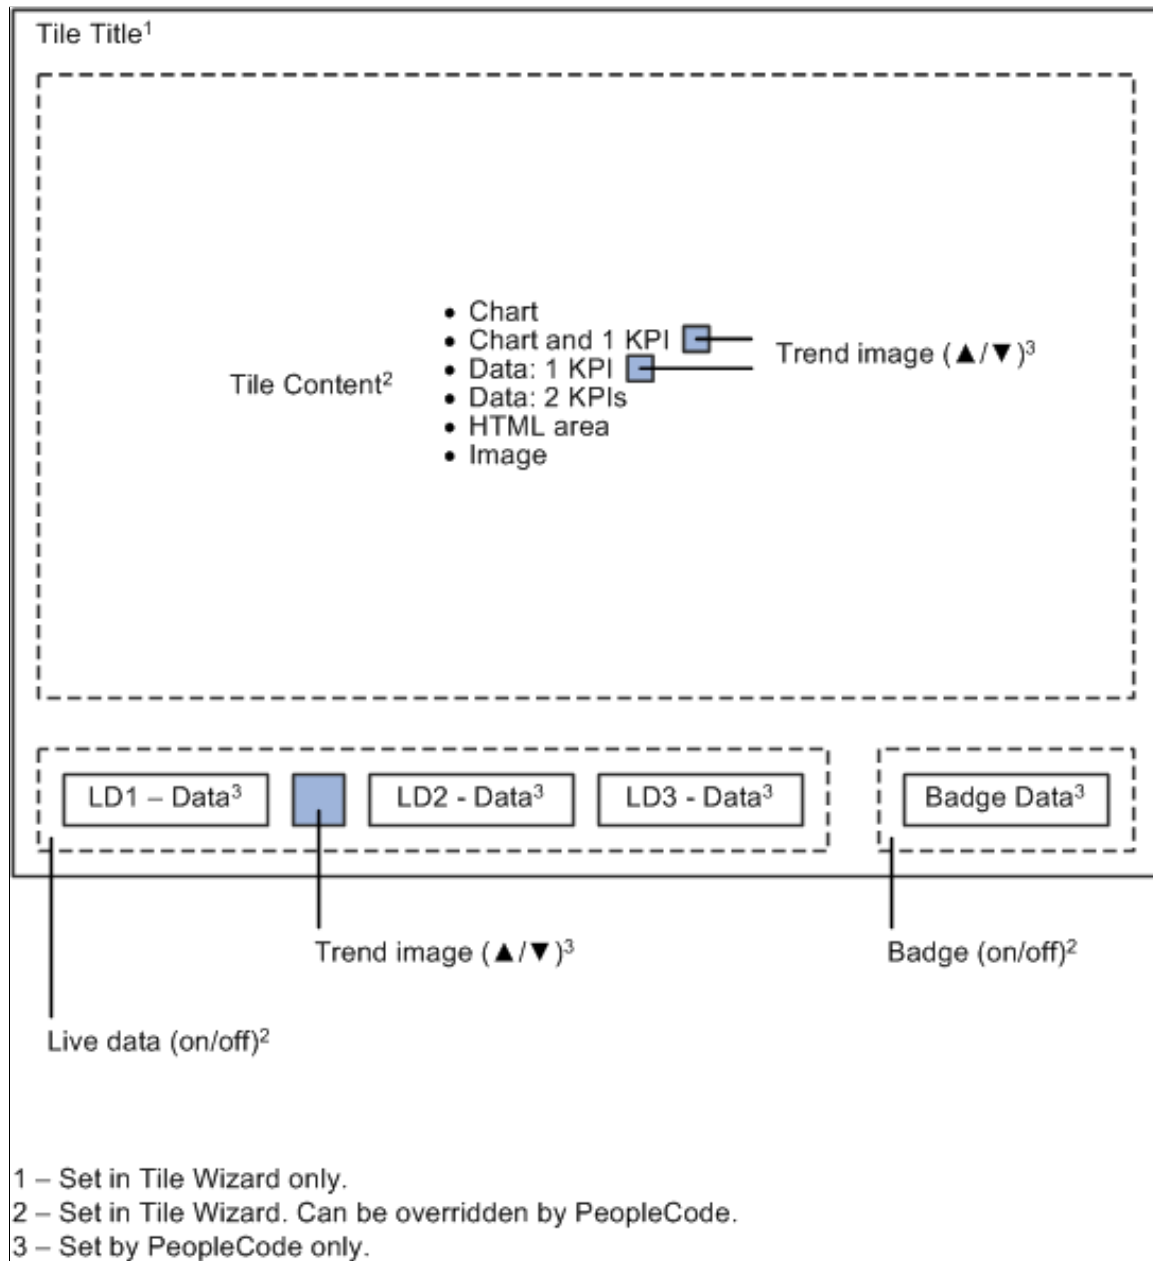 Tile Title¹
Tile Content²
• Chart
• Chart and 1 KPI
• Data: 1 KPI
• Data: 2 KPIs
• HTML area
• Image
Trend image (▲/▼)³
LD1 – Data³
LD2 - Data³
LD3 - Data³
Badge Data³
Trend image (▲/▼)³
Badge (on/off)²
Live data (on/off)²
1 – Set in Tile Wizard only.
2 – Set in Tile Wizard. Can be overridden by PeopleCode.
3 – Set by PeopleCode only.